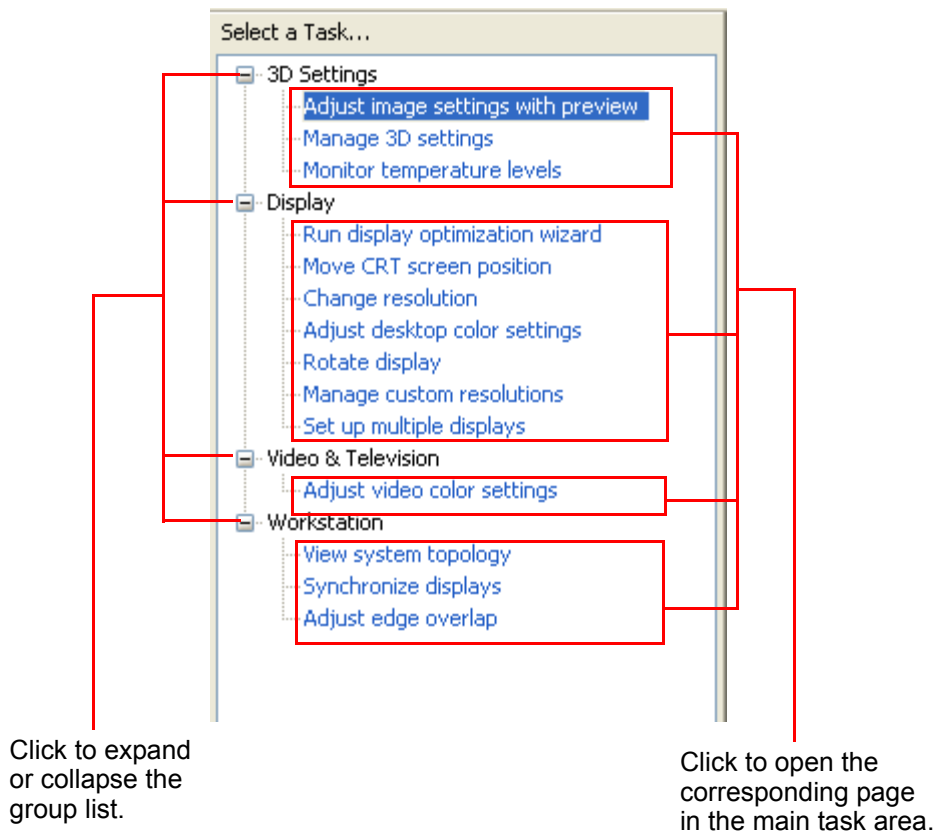 Select a Task...
3D Settings
Adjust image settings with preview
Manage 3D settings
Monitor temperature levels
Display
Run display optimization wizard
Move CRT screen position
Change resolution
Adjust desktop color settings
Rotate display
Manage custom resolutions
Set up multiple displays
Video & Television
Adjust video color settings
Workstation
View system topology
Synchronize displays
Adjust edge overlap
Click to expand
or collapse the
group list.
Click to open the
corresponding page
in the main task area.